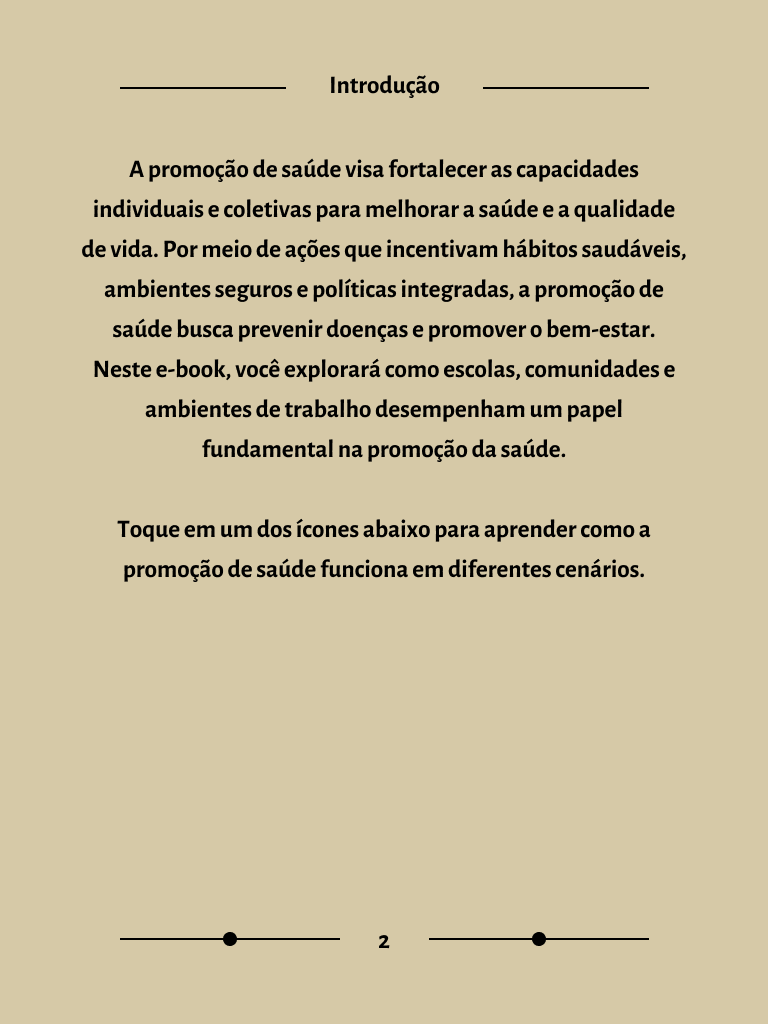 Introdução
A promoção de saúde visa fortalecer as capacidades
individuais e coletivas para melhorar a saúde e a qualidade
de vida. Por meio de ações que incentivam hábitos saudáveis,
ambientes seguros e políticas integradas, a promoção de
saúde busca prevenir doenças e promover o bem-estar.
Neste e-book, você explorará como escolas, comunidades e
ambientes de trabalho desempenham um papel
fundamental na promoção da saúde.
Toque em um dos ícones abaixo para aprender como a
promoção de saúde funciona em diferentes cenários.
2